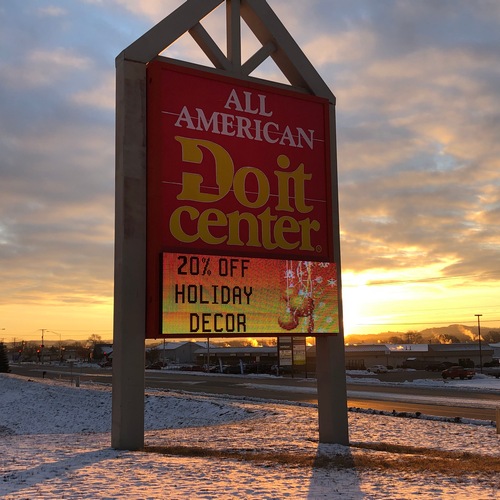 ALL
AMERICAN
Do it
center®
20% OFF
HOLIDAY
DECOR